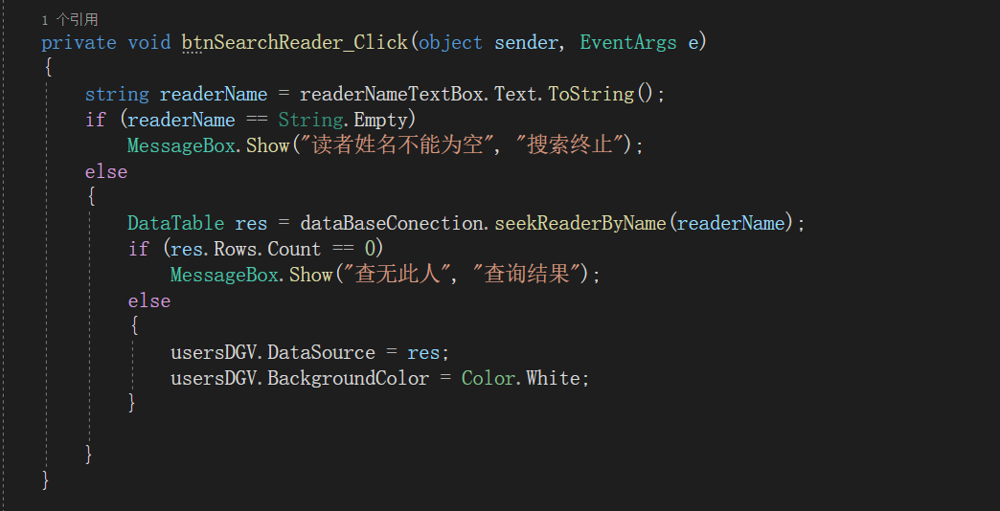 1 个引用
private void btnSearchReader_Click(object sender, EventArgs e)
{
string readerName = readerNameTextBox.Text.ToString();
if (readerName == String.Empty)
MessageBox.Show("读者姓名不能为空", "搜索终止");
else
{
DataTable res = dataBaseConection.seekReaderByName(readerName);
if (res.Rows.Count == 0)
MessageBox.Show("查无此人", "查询结果");
else
{
usersDGV.DataSource = res;
usersDGV.BackgroundColor = Color.White;
}
}
}